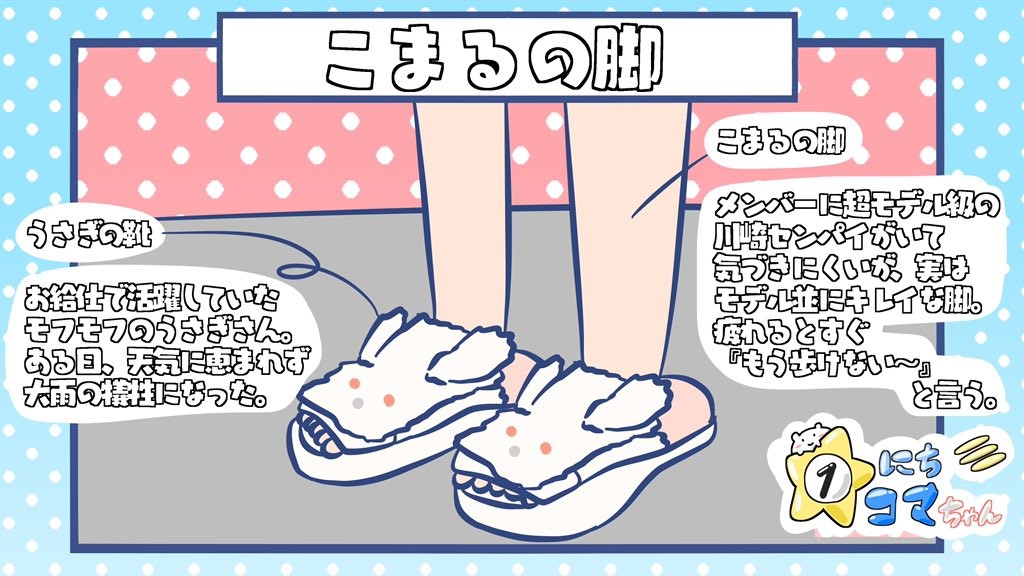 こまるの脚
こまるの脚
メンバーに超モデル級の
川崎センパイがいて
気づきにくいが、実は
モデル並にキレイな脚。
疲れるとすぐ
『もう歩けない〜』
と言う。
うさぎの靴
お給仕で活躍していた
モフモフのうさぎさん。
ある日、天気に恵まれず
大雨の犠牲になった。
1
にち
コマ
ちゃん